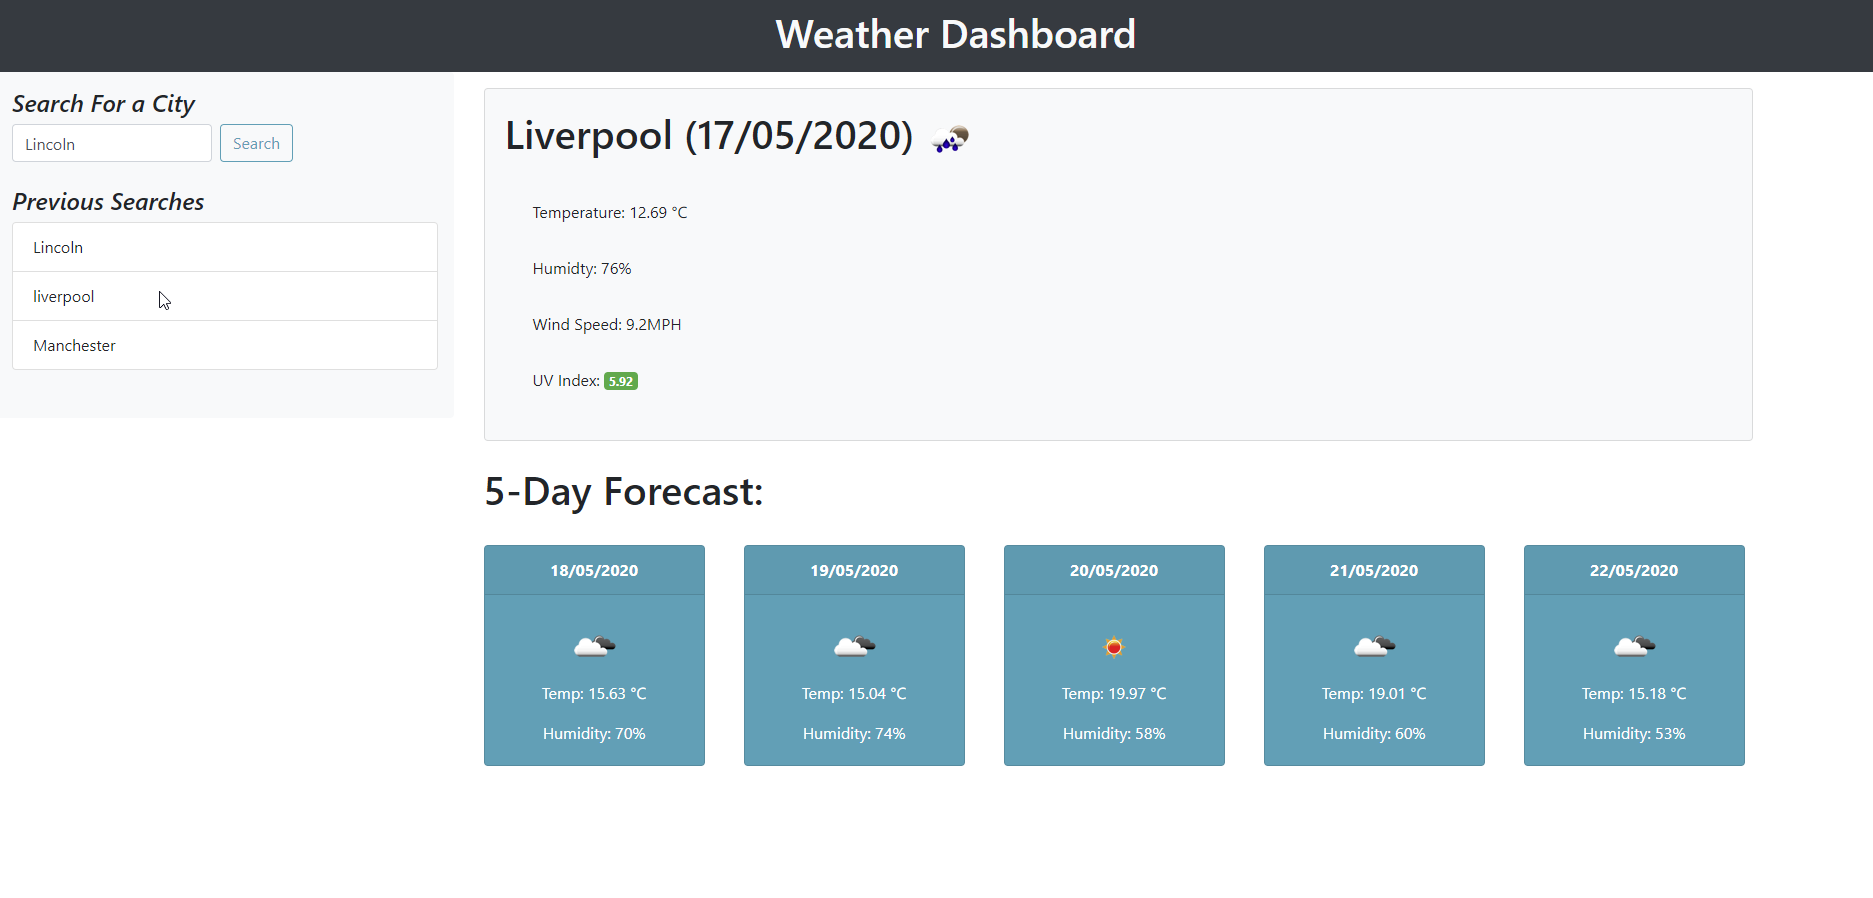 Weather Dashboard
Search For a City
Lincoln
Search
Previous Searches
Lincoln
liverpool
Manchester
Liverpool (17/05/2020)
Temperature: 12.69 °C
Humidty: 76%
Wind Speed: 9.2MPH
UV Index: 5.92
5-Day Forecast:
18/05/2020
Temp: 15.63 °C
Humidity: 70%
19/05/2020
Temp: 15.04 °C
Humidity: 74%
20/05/2020
Temp: 19.97 °C
Humidity: 58%
21/05/2020
Temp: 19.01 °C
Humidity: 60%
22/05/2020
Temp: 15.18 °C
Humidity: 53%